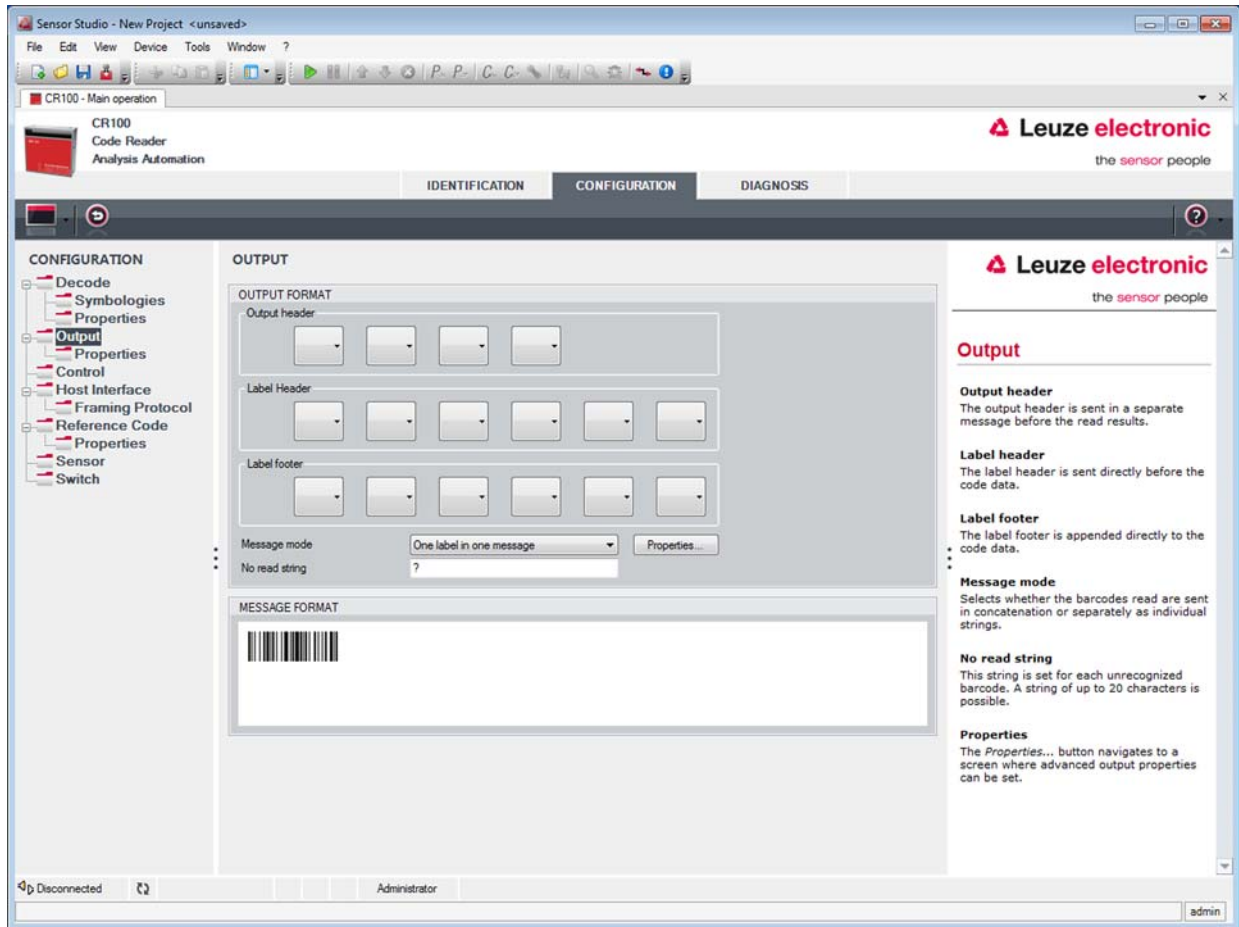 Sensor Studio - New Project <unsaved>
File Edit View Device Tools Window ?
P- P- C- C-
CR100 - Main operation
CR100
Code Reader
Analysis Automation
Leuze electronic
the sensor people
IDENTIFICATION CONFIGURATION DIAGNOSIS
CONFIGURATION
Decode
Symbologies
Properties
Output
Properties
Control
Host Interface
Framing Protocol
Reference Code
Properties
Sensor
Switch
OUTPUT
OUTPUT FORMAT
Output header
Label Header
Label footer
Message mode One label in one message Properties...
No read string ?
MESSAGE FORMAT
Leuze electronic
the sensor people
Output
Output header
The output header is sent in a separate
message before the read results.
Label header
The label header is sent directly before the
code data.
Label footer
The label footer is appended directly to the
code data.
Message mode
Selects whether the barcodes read are sent
in concatenation or separately as individual
strings.
No read string
This string is set for each unrecognized
barcode. A string of up to 20 characters is
possible.
Properties
The Properties... button navigates to a
screen where advanced output properties
can be set.
Disconnected Administrator
admin